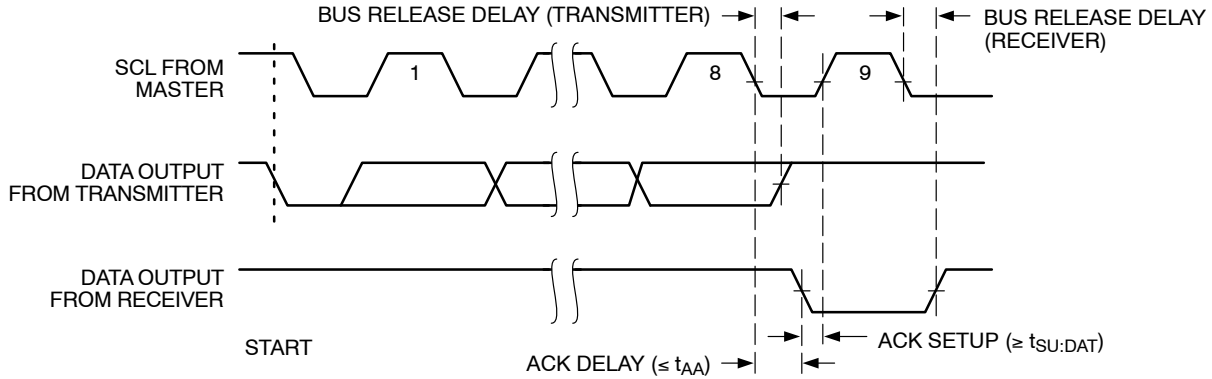 BUS RELEASE DELAY (TRANSMITTER)
BUS RELEASE DELAY
(RECEIVER)
SCL FROM
MASTER
1
8
9
DATA OUTPUT
FROM TRANSMITTER
DATA OUTPUT
FROM RECEIVER
START
ACK SETUP (≥ tSU:DAT)
ACK DELAY (≤ tAA)